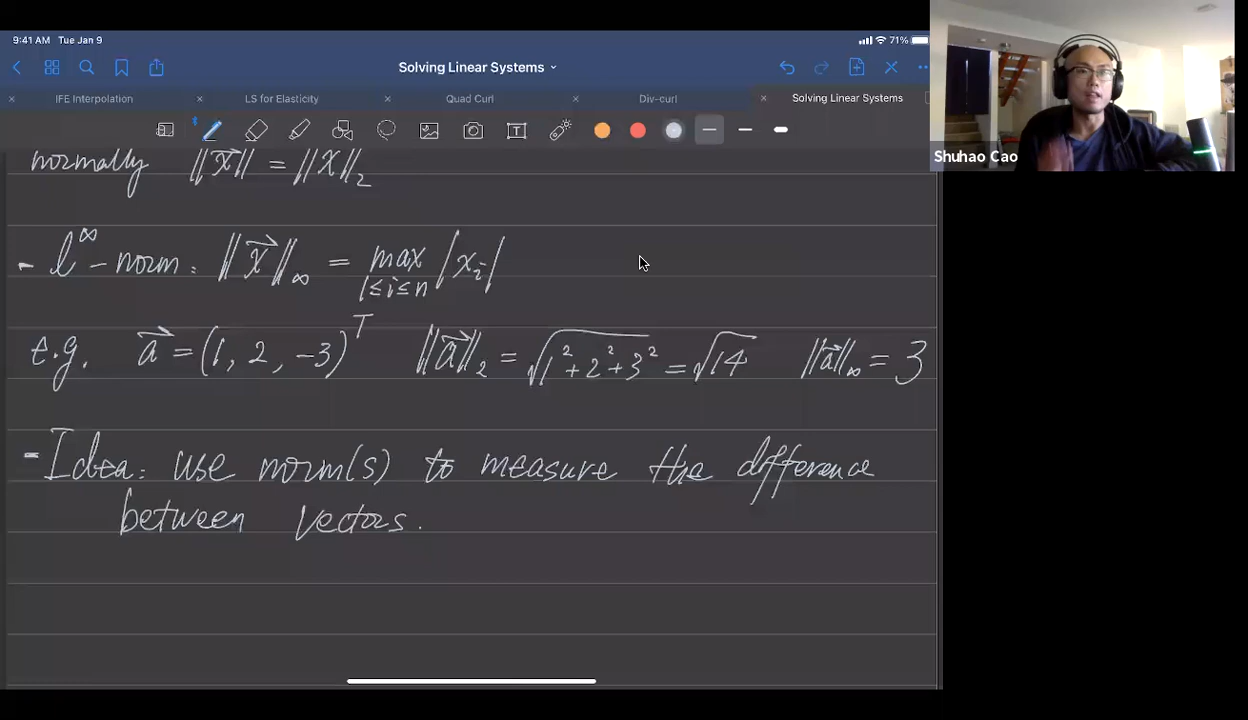 9:41 AM Tue Jan 9
71%
Solving Linear Systems
IFE Interpolation
LS for Elasticity
Quad Curl
Div-curl
Solving Linear Systems
Shuhao Cao
normally ‖x⃗‖ = ‖x‖₂
- l^∞ - norm: ‖x⃗‖_∞ = max_{1≤i≤n} |x_i|
e.g. a⃗ = (1, 2, -3)^T ‖a⃗‖₂ = √(1²+2²+3²) = √14 ‖a⃗‖_∞ = 3
- Idea: use norm(s) to measure the difference
between vectors.